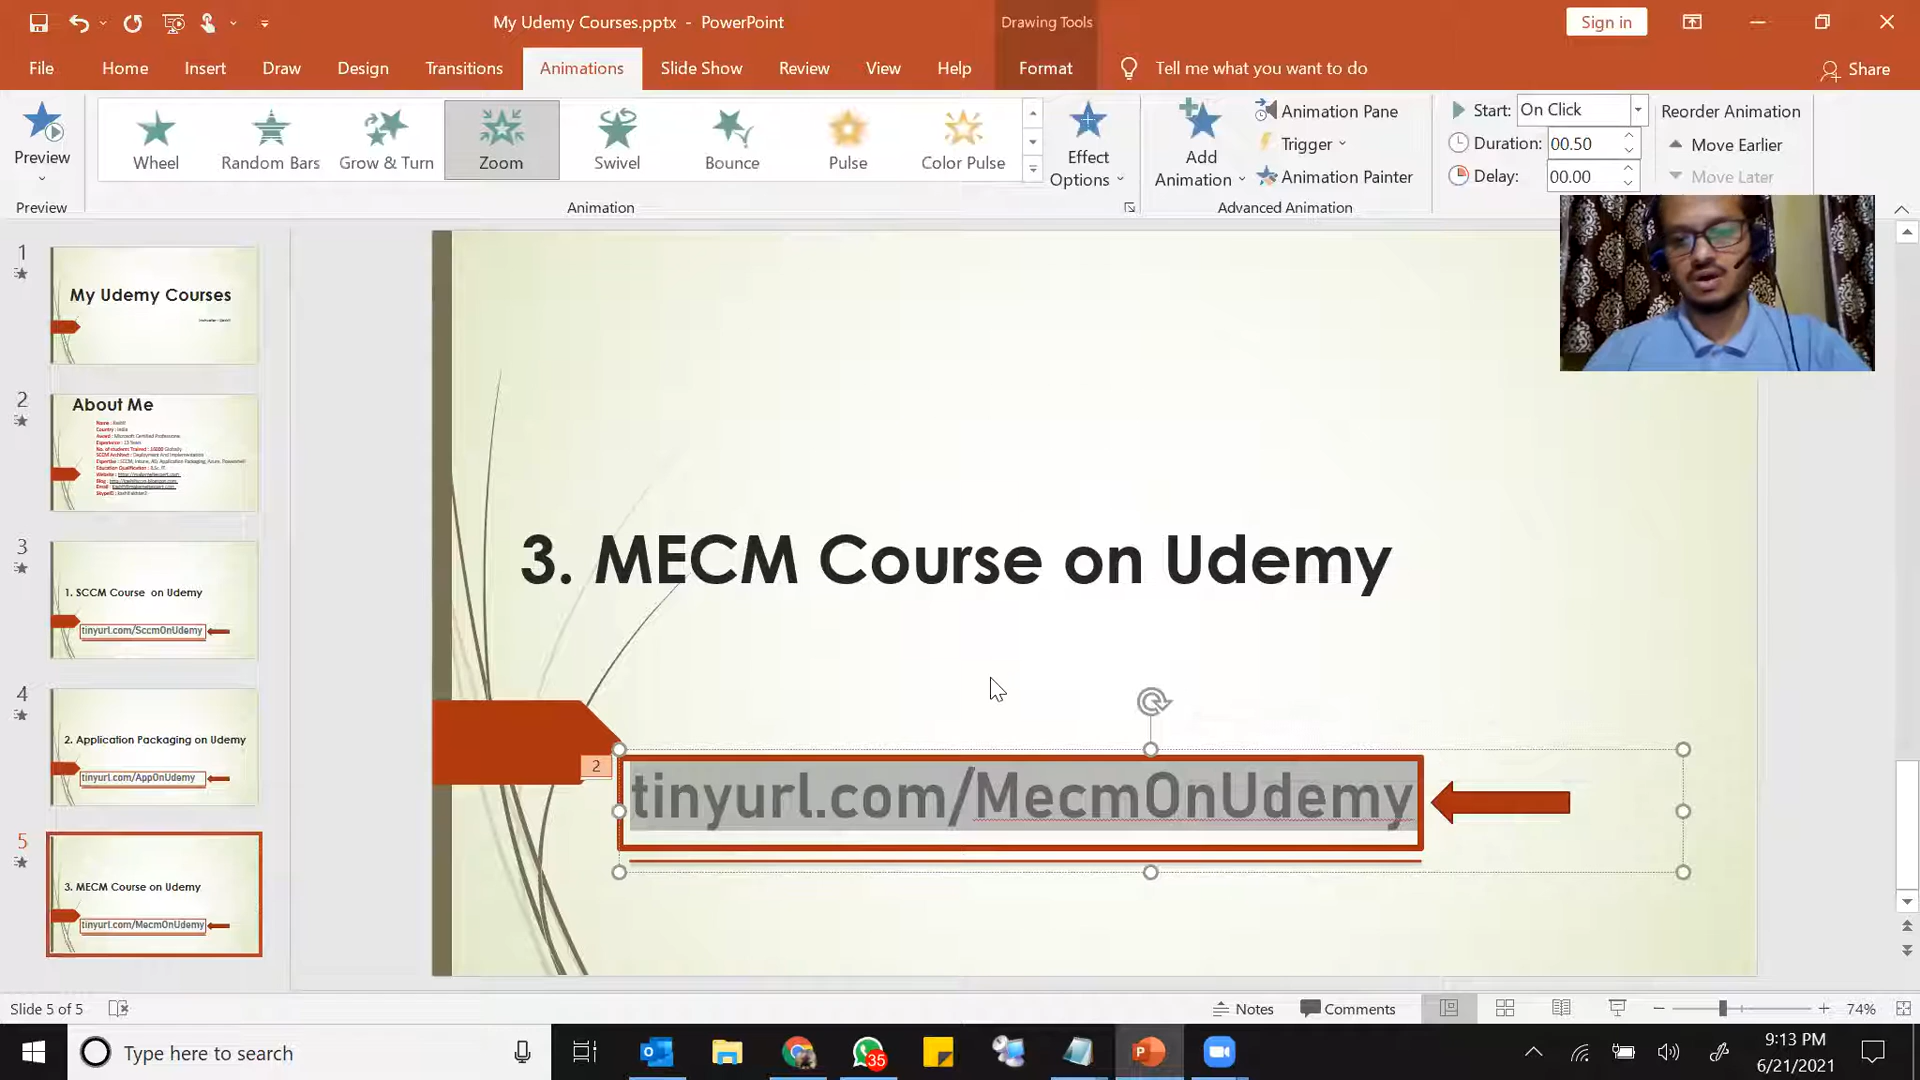 My Udemy Courses.pptx - PowerPoint
Drawing Tools
Sign in
File Home Insert Draw Design Transitions Animations Slide Show Review View Help Format Tell me what you want to do Share
Preview
Wheel Random Bars Grow & Turn Zoom Swivel Bounce Pulse Color Pulse
Effect Options
Add Animation
Animation Pane
Trigger
Animation Painter
Start: On Click
Duration: 00.50
Delay: 00.00
Reorder Animation
Move Earlier
Move Later
Preview Animation Advanced Animation
1
My Udemy Courses
2
About Me
Country : India
Award : Microsoft Certified Professional
3
1. SCCM Course on Udemy
tinyurl.com/SccmOnUdemy
4
2. Application Packaging on Udemy
tinyurl.com/AppOnUdemy
5
3. MECM Course on Udemy
tinyurl.com/MecmOnUdemy
3. MECM Course on Udemy
2
tinyurl.com/MecmOnUdemy
Slide 5 of 5
Notes Comments 74%
Type here to search
35
9:13 PM
6/21/2021